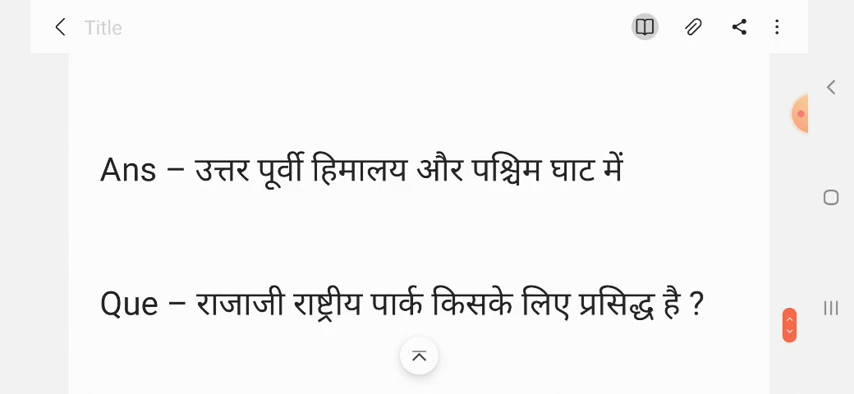 Title
Ans – उत्तर पूर्वी हिमालय और पश्चिम घाट में
Que – राजाजी राष्ट्रीय पार्क किसके लिए प्रसिद्ध है ?